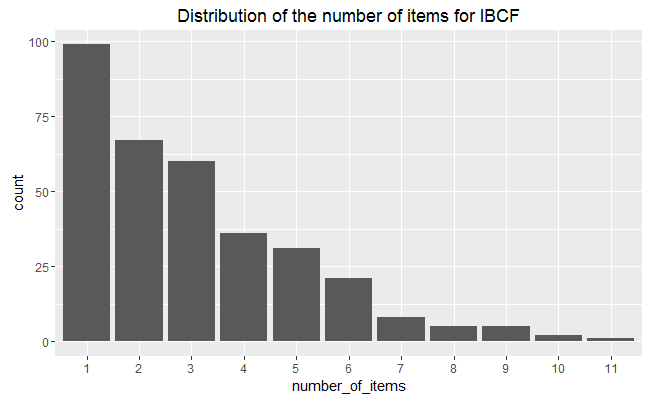 Distribution of the number of items for IBCF
100
75
50
25
0
count
1 2 3 4 5 6 7 8 9 10 11
number_of_items